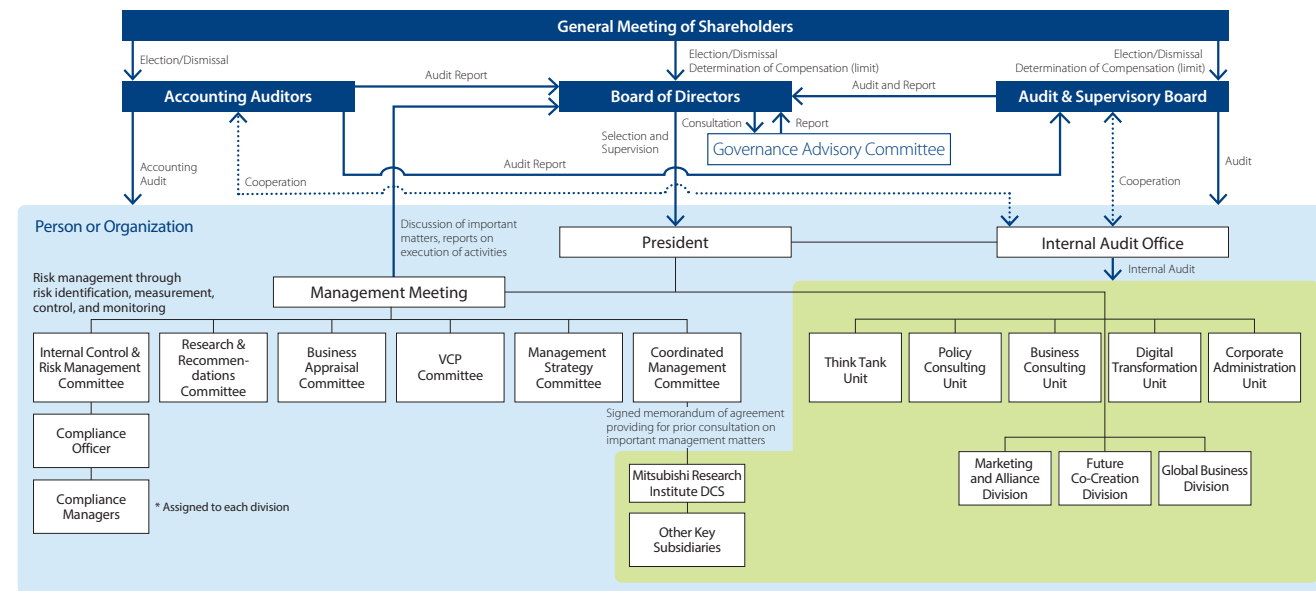 General Meeting of Shareholders
Election/Dismissal
Election/Dismissal
Determination of Compensation (limit)
Election/Dismissal
Determination of Compensation (limit)
Accounting Auditors
Audit Report
Board of Directors
Audit and Report
Audit & Supervisory Board
Consultation
Report
Governance Advisory Committee
Selection and
Supervision
Accounting
Audit
Audit Report
Audit
Cooperation
Cooperation
Person or Organization
Discussion of important
matters, reports on
execution of activities
President
Internal Audit Office
Internal Audit
Risk management through
risk identification, measurement,
control, and monitoring
Management Meeting
Internal Control &
Risk Management
Committee
Research &
Recommen-
dations
Committee
Business
Appraisal
Committee
VCP
Committee
Management
Strategy
Committee
Coordinated
Management
Committee
Think Tank
Unit
Policy
Consulting
Unit
Business
Consulting
Unit
Digital
Transformation
Unit
Corporate
Administration
Unit
Signed memorandum of agreement
providing for prior consultation on
important management matters
Compliance
Officer
Compliance
Managers
* Assigned to each division
Mitsubishi Research
Institute DCS
Other Key
Subsidiaries
Marketing
and Alliance
Division
Future
Co-Creation
Division
Global Business
Division